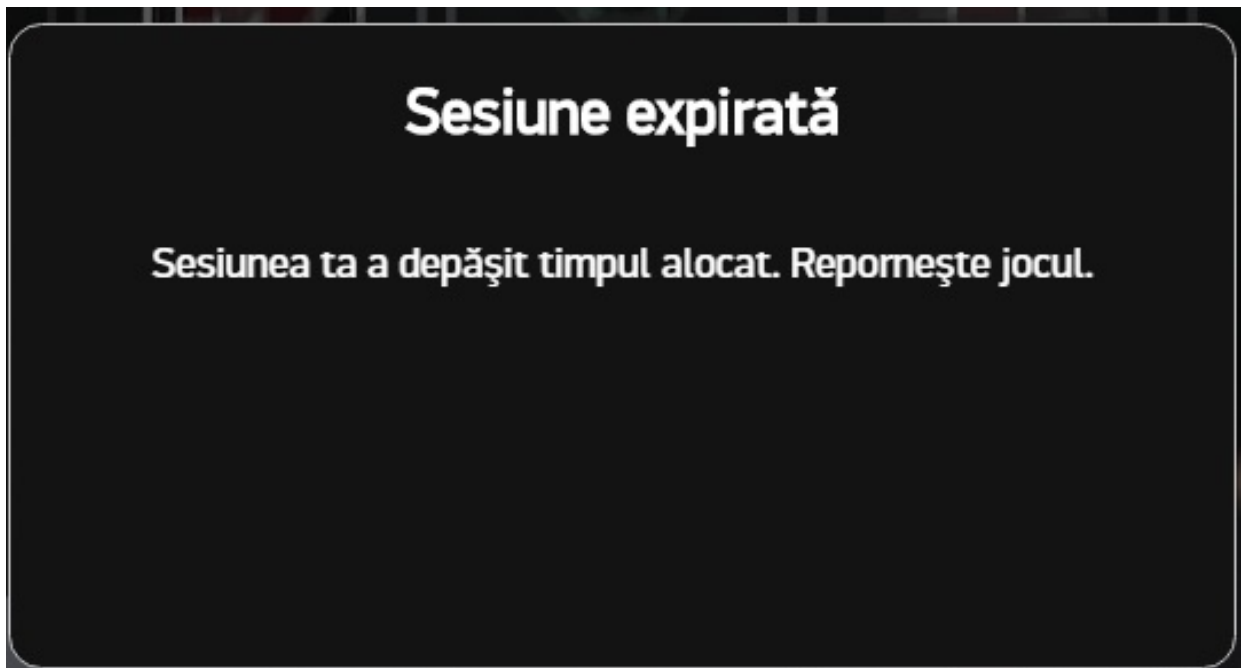 Sesiune expirată
Sesiunea ta a depăşit timpul alocat. Reporneşte jocul.